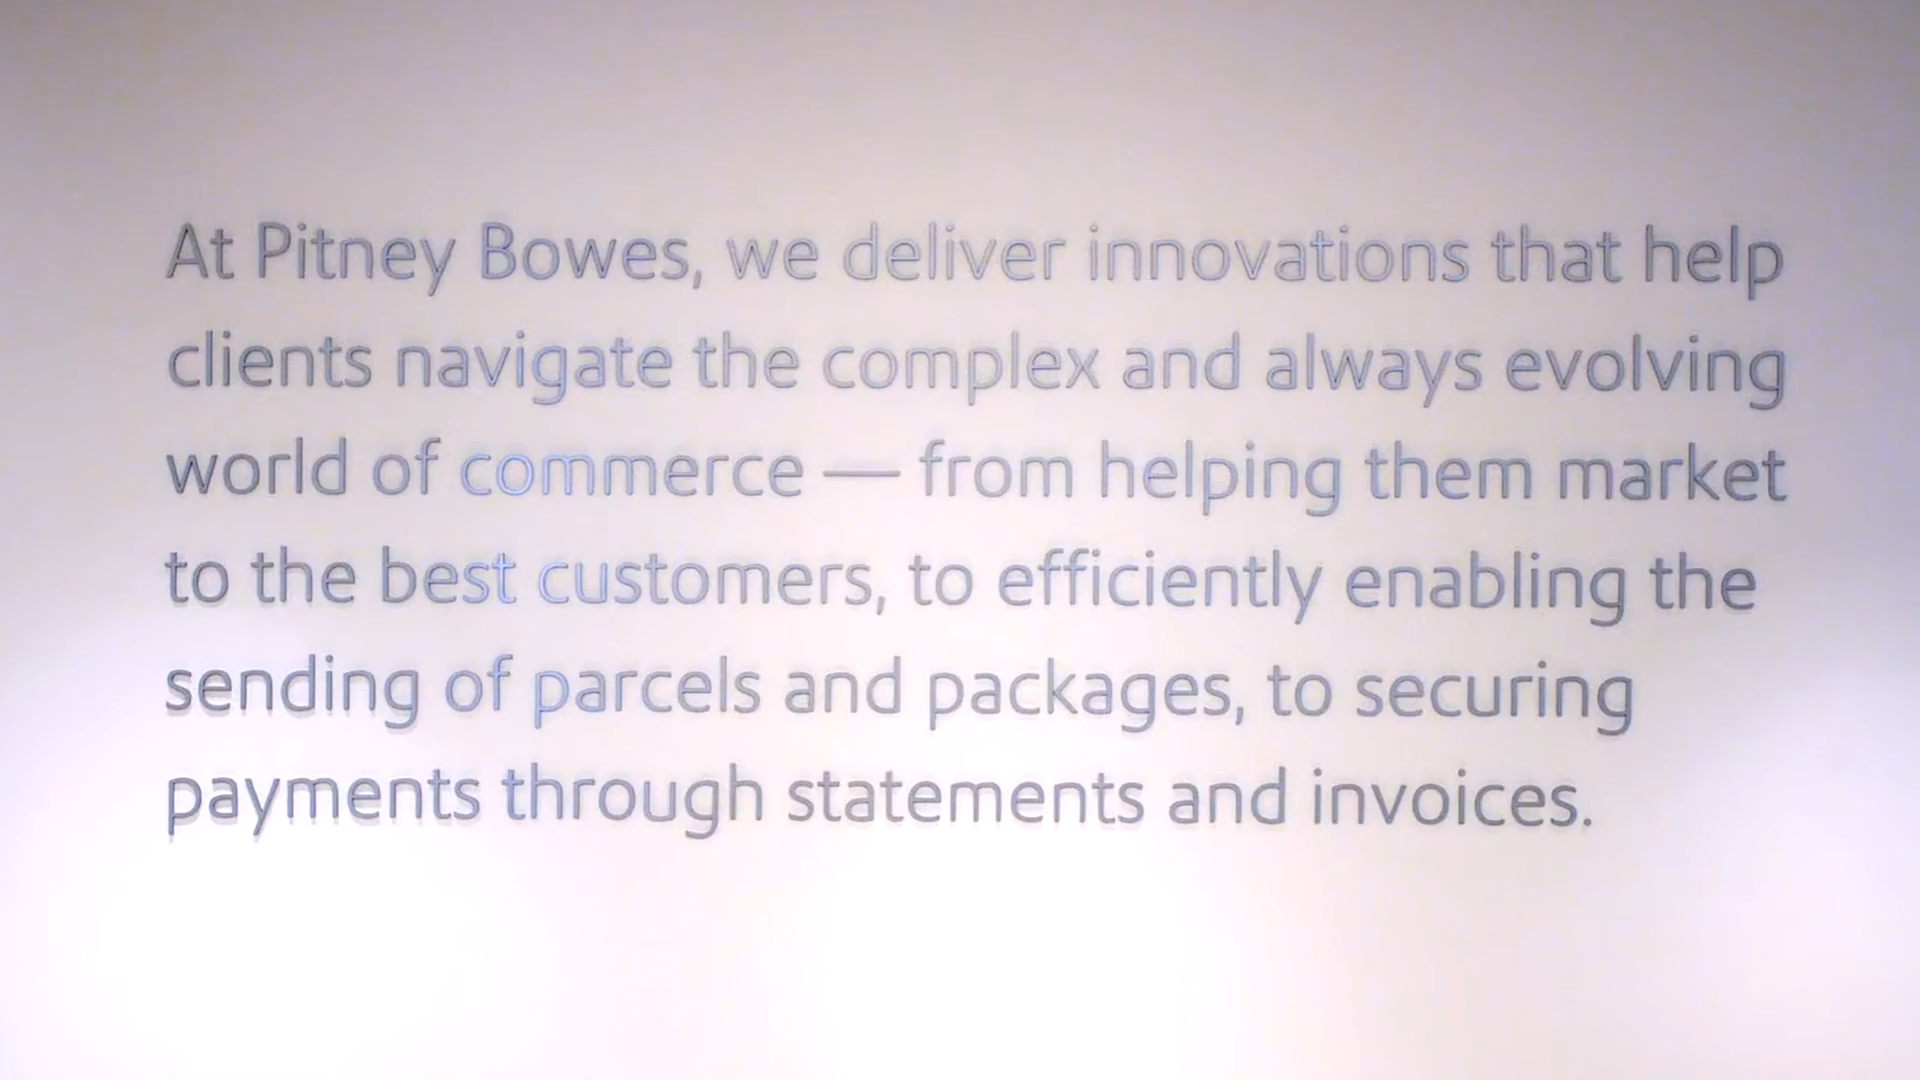 At Pitney Bowes, we deliver innovations that help
clients navigate the complex and always evolving
world of commerce — from helping them market
to the best customers, to efficiently enabling the
sending of parcels and packages, to securing
payments through statements and invoices.